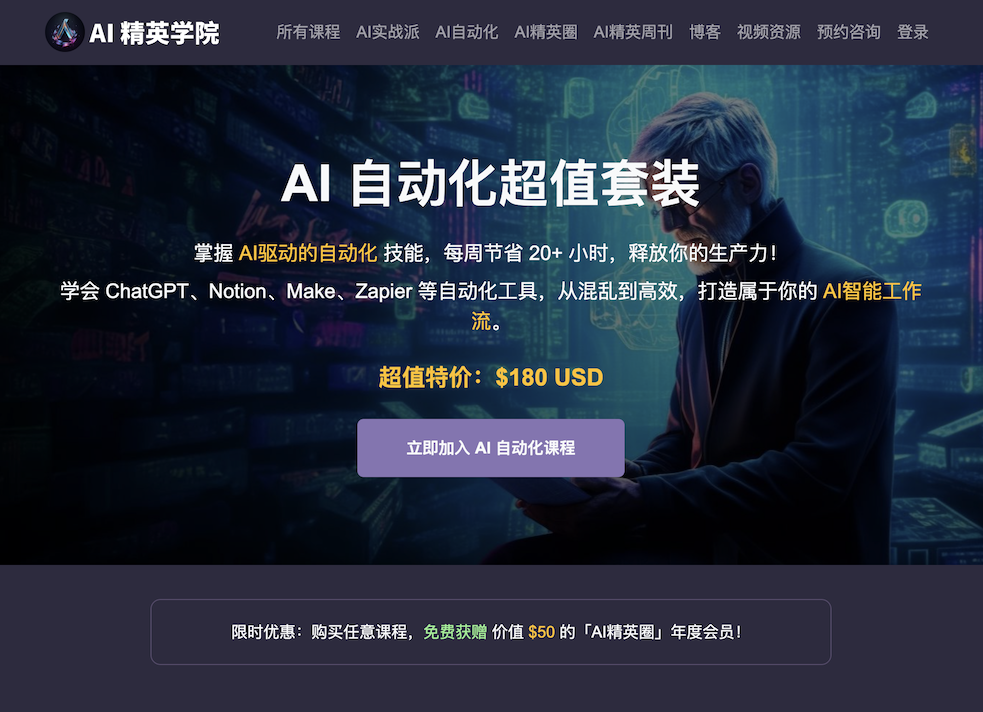 AI 精英学院
所有课程 AI实战派 AI自动化 AI精英圈 AI精英周刊 博客 视频资源 预约咨询 登录
AI 自动化超值套装
掌握 AI驱动的自动化 技能，每周节省 20+ 小时，释放你的生产力！
学会 ChatGPT、Notion、Make、Zapier 等自动化工具，从混乱到高效，打造属于你的 AI智能工作
流。
超值特价：$180 USD
立即加入 AI 自动化课程
限时优惠：购买任意课程，免费获赠 价值 $50 的「AI精英圈」年度会员！